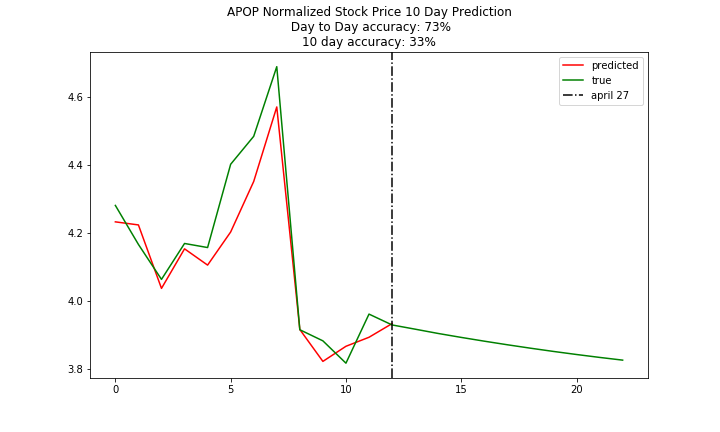 APOP Normalized Stock Price 10 Day Prediction
Day to Day accuracy: 73%
10 day accuracy: 33%
predicted
true
april 27
4.6
4.4
4.2
4.0
3.8
0 5 10 15 20